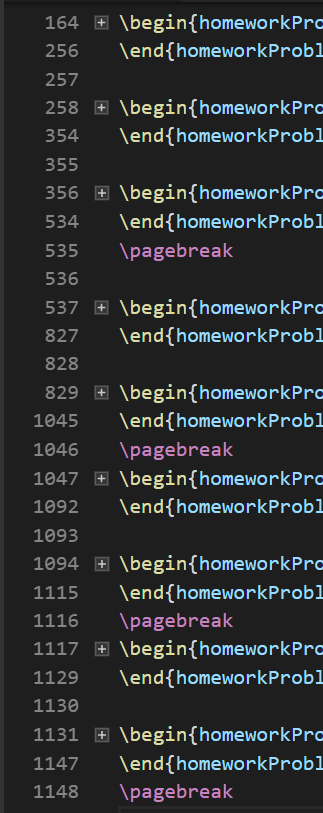 164 \begin{homeworkPro
256 \end{homeworkProbl
257
258 \begin{homeworkPro
354 \end{homeworkProbl
355
356 \begin{homeworkPro
534 \end{homeworkProbl
535 \pagebreak
536
537 \begin{homeworkPro
827 \end{homeworkProbl
828
829 \begin{homeworkPro
1045 \end{homeworkProbl
1046 \pagebreak
1047 \begin{homeworkPro
1092 \end{homeworkProbl
1093
1094 \begin{homeworkPro
1115 \end{homeworkProbl
1116 \pagebreak
1117 \begin{homeworkPro
1129 \end{homeworkProbl
1130
1131 \begin{homeworkPro
1147 \end{homeworkProbl
1148 \pagebreak